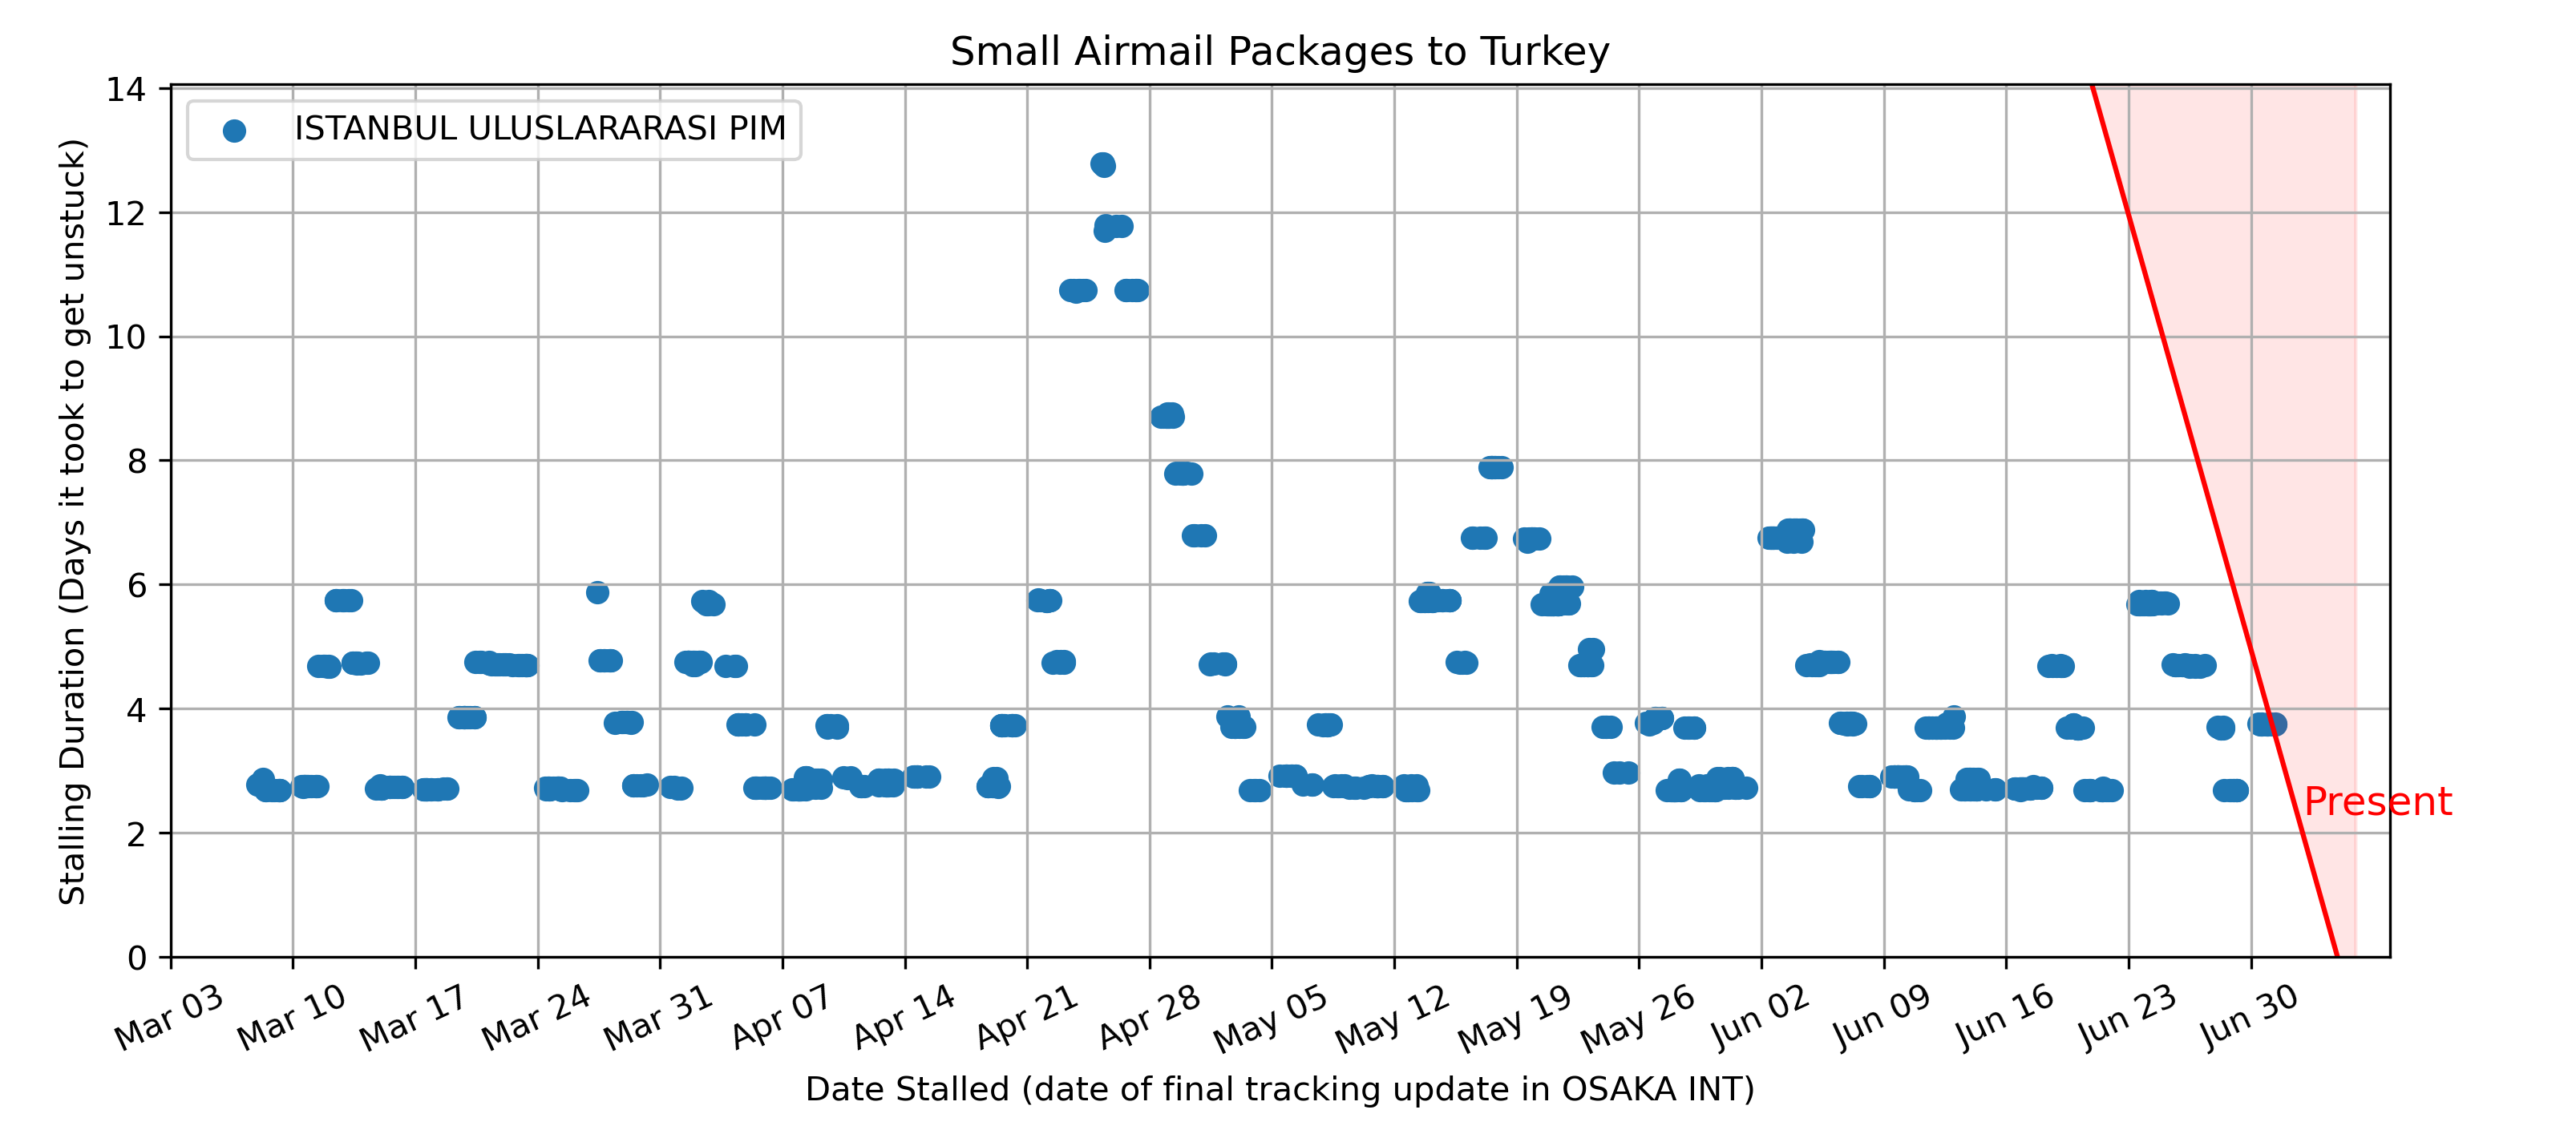 Small Airmail Packages to Turkey
ISTANBUL ULUSLARARASI PIM
Stalling Duration (Days it took to get unstuck)
14
12
10
8
6
4
2
0
Present
Mar 03
Mar 10
Mar 17
Mar 24
Mar 31
Apr 07
Apr 14
Apr 21
Apr 28
May 05
May 12
May 19
May 26
Jun 02
Jun 09
Jun 16
Jun 23
Jun 30
Date Stalled (date of final tracking update in OSAKA INT)